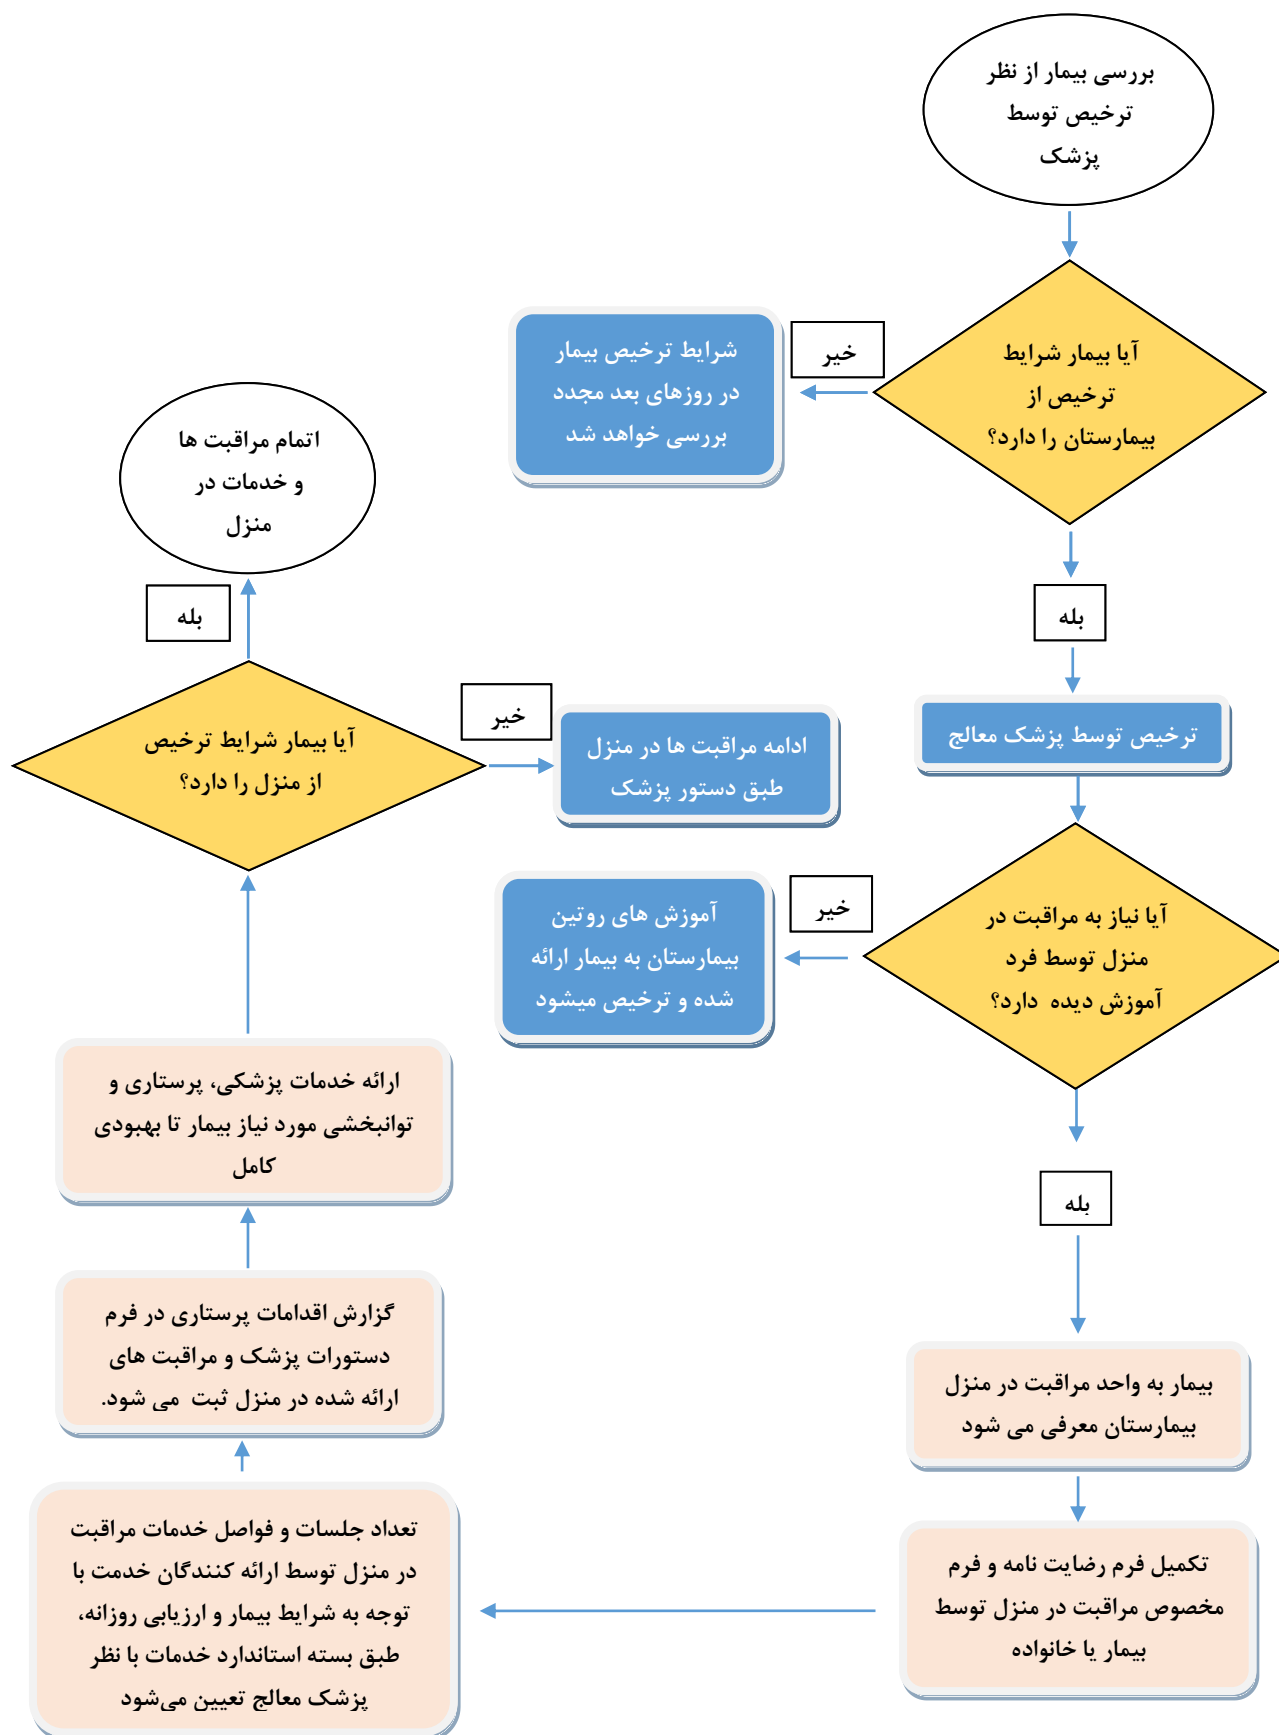 بررسی بیمار از نظر
ترخیص توسط
پزشک
آیا بیمار شرایط
ترخیص از
بیمارستان را دارد؟
خیر
شرایط ترخیص بیمار
در روزهای بعد مجدد
بررسی خواهد شد
بله
ترخیص توسط پزشک معالج
آیا نیاز به مراقبت در
منزل توسط فرد
آموزش دیده دارد؟
خیر
آموزش های روتین
بیمارستان به بیمار ارائه
شده و ترخیص میشود
بله
بیمار به واحد مراقبت در منزل
بیمارستان معرفی می شود
تکمیل فرم رضایت نامه و فرم
مخصوص مراقبت در منزل توسط
بیمار یا خانواده
تعداد جلسات و فواصل خدمات مراقبت
در منزل توسط ارائه کنندگان خدمت با
توجه به شرایط بیمار و ارزیابی روزانه،
طبق بسته استاندارد خدمات با نظر
پزشک معالج تعیین می‌شود
گزارش اقدامات پرستاری در فرم
دستورات پزشک و مراقبت های
ارائه شده در منزل ثبت می شود.
ارائه خدمات پزشکی، پرستاری و
توانبخشی مورد نیاز بیمار تا بهبودی
کامل
آیا بیمار شرایط ترخیص
از منزل را دارد؟
خیر
ادامه مراقبت ها در منزل
طبق دستور پزشک
بله
اتمام مراقبت ها
و خدمات در
منزل